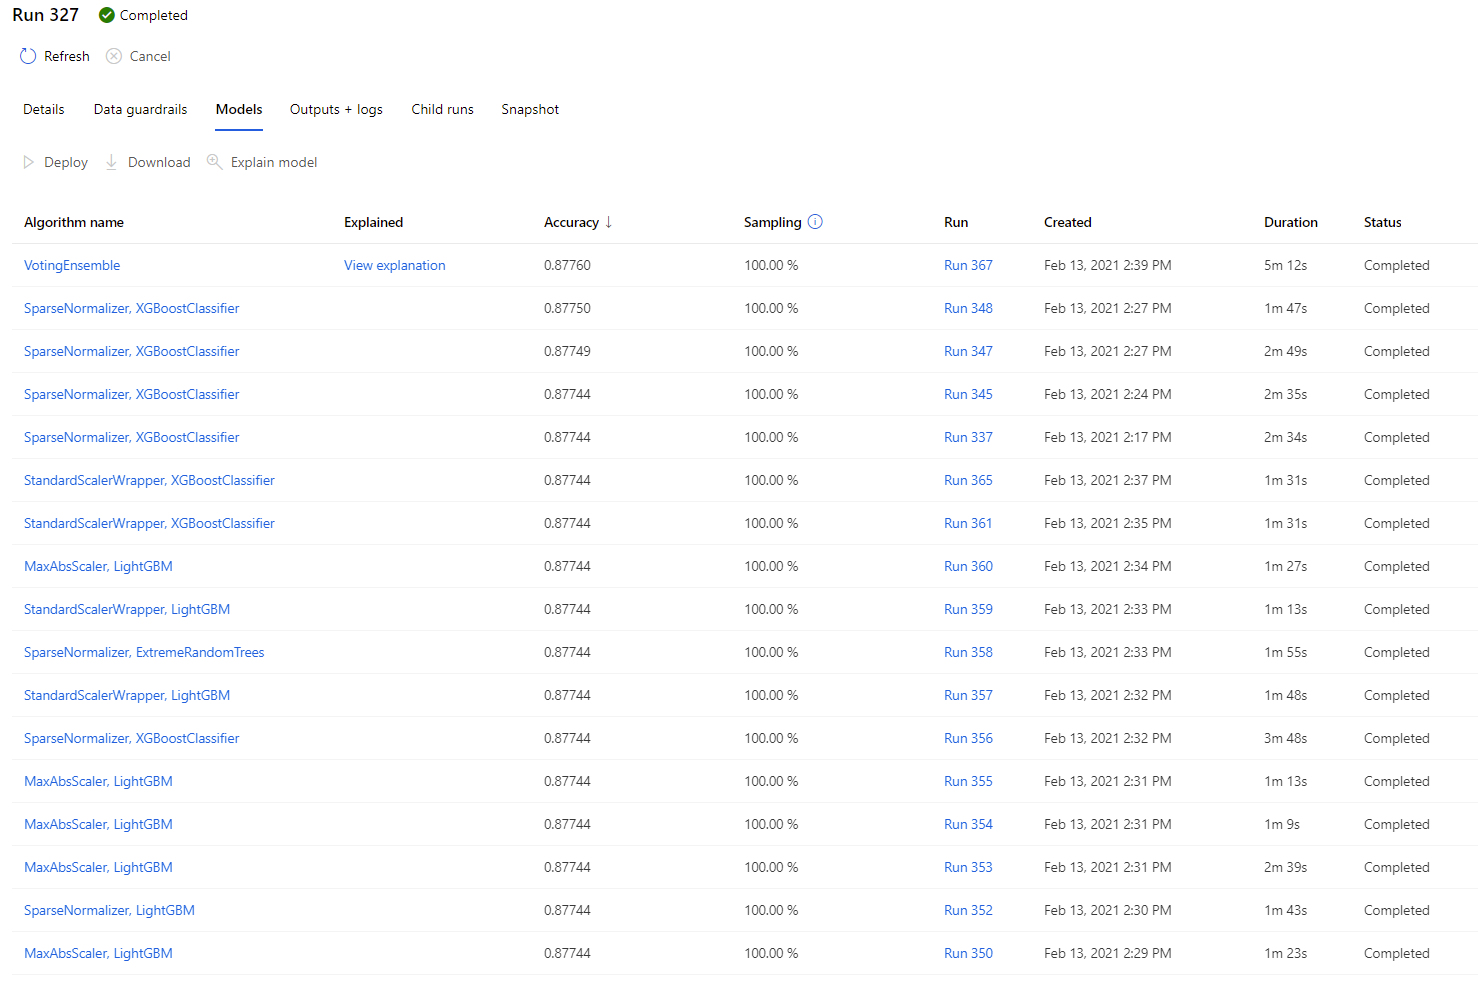 Run 327 Completed
Refresh Cancel
Details Data guardrails Models Outputs + logs Child runs Snapshot
Deploy Download Explain model
Algorithm name Explained Accuracy ↓ Sampling Run Created Duration Status
VotingEnsemble View explanation 0.87760 100.00 % Run 367 Feb 13, 2021 2:39 PM 5m 12s Completed
SparseNormalizer, XGBoostClassifier 0.87750 100.00 % Run 348 Feb 13, 2021 2:27 PM 1m 47s Completed
SparseNormalizer, XGBoostClassifier 0.87749 100.00 % Run 347 Feb 13, 2021 2:27 PM 2m 49s Completed
SparseNormalizer, XGBoostClassifier 0.87744 100.00 % Run 345 Feb 13, 2021 2:24 PM 2m 35s Completed
SparseNormalizer, XGBoostClassifier 0.87744 100.00 % Run 337 Feb 13, 2021 2:17 PM 2m 34s Completed
StandardScalerWrapper, XGBoostClassifier 0.87744 100.00 % Run 365 Feb 13, 2021 2:37 PM 1m 31s Completed
StandardScalerWrapper, XGBoostClassifier 0.87744 100.00 % Run 361 Feb 13, 2021 2:35 PM 1m 31s Completed
MaxAbsScaler, LightGBM 0.87744 100.00 % Run 360 Feb 13, 2021 2:34 PM 1m 27s Completed
StandardScalerWrapper, LightGBM 0.87744 100.00 % Run 359 Feb 13, 2021 2:33 PM 1m 13s Completed
SparseNormalizer, ExtremeRandomTrees 0.87744 100.00 % Run 358 Feb 13, 2021 2:33 PM 1m 55s Completed
StandardScalerWrapper, LightGBM 0.87744 100.00 % Run 357 Feb 13, 2021 2:32 PM 1m 48s Completed
SparseNormalizer, XGBoostClassifier 0.87744 100.00 % Run 356 Feb 13, 2021 2:32 PM 3m 48s Completed
MaxAbsScaler, LightGBM 0.87744 100.00 % Run 355 Feb 13, 2021 2:31 PM 1m 13s Completed
MaxAbsScaler, LightGBM 0.87744 100.00 % Run 354 Feb 13, 2021 2:31 PM 1m 9s Completed
MaxAbsScaler, LightGBM 0.87744 100.00 % Run 353 Feb 13, 2021 2:31 PM 2m 39s Completed
SparseNormalizer, LightGBM 0.87744 100.00 % Run 352 Feb 13, 2021 2:30 PM 1m 43s Completed
MaxAbsScaler, LightGBM 0.87744 100.00 % Run 350 Feb 13, 2021 2:29 PM 1m 23s Completed